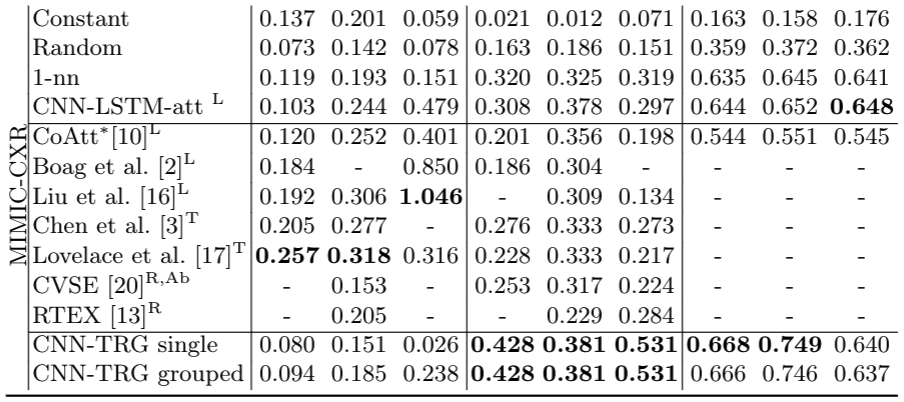 MIMIC-CXR
Constant 0.137 0.201 0.059 0.021 0.012 0.071 0.163 0.158 0.176
Random 0.073 0.142 0.078 0.163 0.186 0.151 0.359 0.372 0.362
1-nn 0.119 0.193 0.151 0.320 0.325 0.319 0.635 0.645 0.641
CNN-LSTM-att L 0.103 0.244 0.479 0.308 0.378 0.297 0.644 0.652 0.648
CoAtt*[10]L 0.120 0.252 0.401 0.201 0.356 0.198 0.544 0.551 0.545
Boag et al. [2]L 0.184 - 0.850 0.186 0.304 - - - -
Liu et al. [16]L 0.192 0.306 1.046 - 0.309 0.134 - - -
Chen et al. [3]T 0.205 0.277 - 0.276 0.333 0.273 - - -
Lovelace et al. [17]T 0.257 0.318 0.316 0.228 0.333 0.217 - - -
CVSE [20]R,Ab - 0.153 - 0.253 0.317 0.224 - - -
RTEX [13]R - 0.205 - - 0.229 0.284 - - -
CNN-TRG single 0.080 0.151 0.026 0.428 0.381 0.531 0.668 0.749 0.640
CNN-TRG grouped 0.094 0.185 0.238 0.428 0.381 0.531 0.666 0.746 0.637